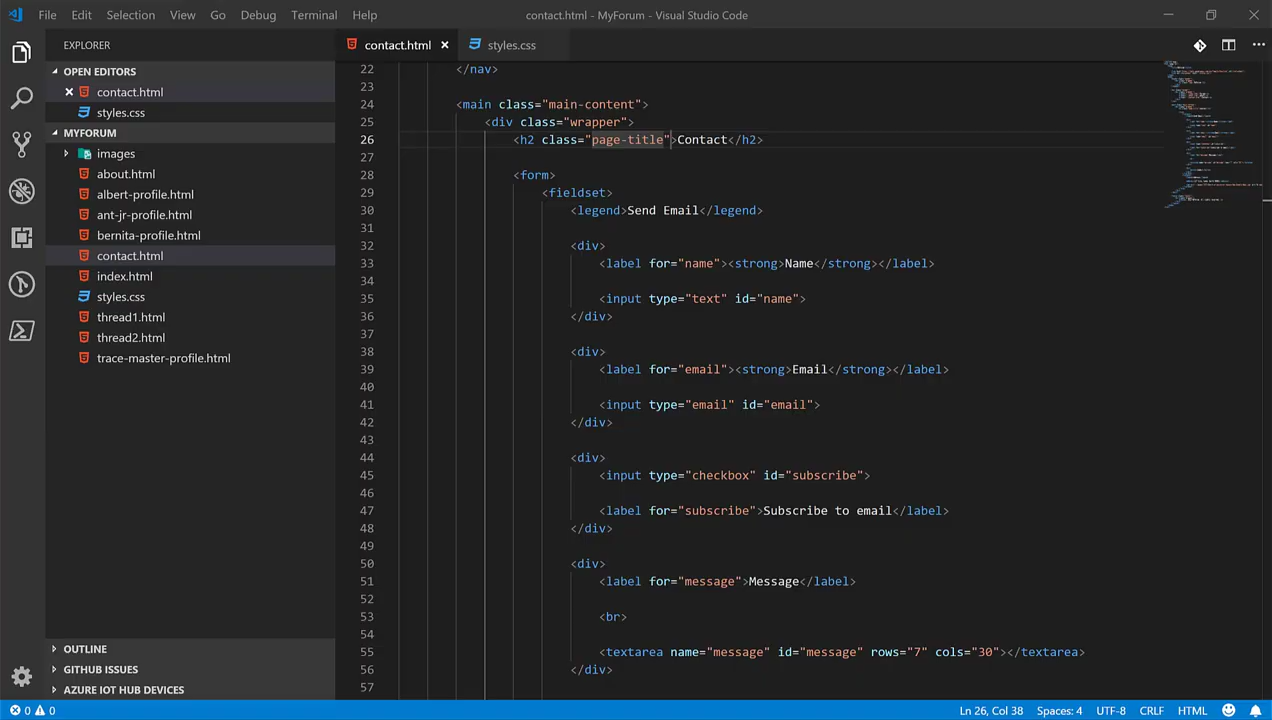 File Edit Selection View Go Debug Terminal Help
contact.html - MyForum - Visual Studio Code
EXPLORER
OPEN EDITORS
contact.html
styles.css
MYFORUM
images
about.html
albert-profile.html
ant-jr-profile.html
bernita-profile.html
contact.html
index.html
styles.css
thread1.html
thread2.html
trace-master-profile.html
OUTLINE
GITHUB ISSUES
AZURE IOT HUB DEVICES
contact.html styles.css
22 </nav>
23
24 <main class="main-content">
25 <div class="wrapper">
26 <h2 class="page-title">Contact</h2>
27
28 <form>
29 <fieldset>
30 <legend>Send Email</legend>
31
32 <div>
33 <label for="name"><strong>Name</strong></label>
34
35 <input type="text" id="name">
36 </div>
37
38 <div>
39 <label for="email"><strong>Email</strong></label>
40
41 <input type="email" id="email">
42 </div>
43
44 <div>
45 <input type="checkbox" id="subscribe">
46
47 <label for="subscribe">Subscribe to email</label>
48 </div>
49
50 <div>
51 <label for="message">Message</label>
52
53 <br>
54
55 <textarea name="message" id="message" rows="7" cols="30"></textarea>
56 </div>
57
0 0 Ln 26, Col 38 Spaces: 4 UTF-8 CRLF HTML